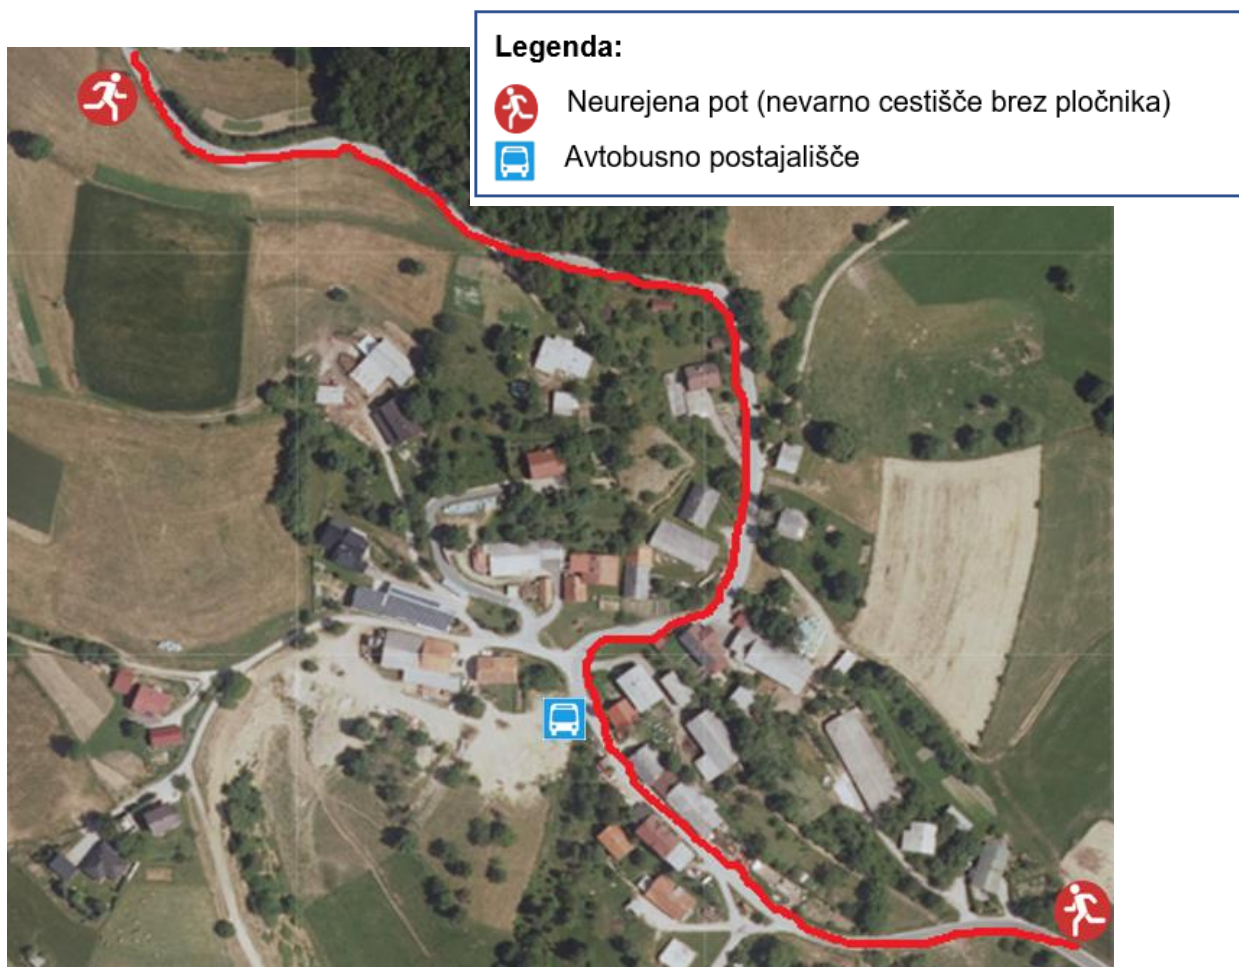 Legenda:
Neurejena pot (nevarno cestišče brez pločnika)
Avtobusno postajališče